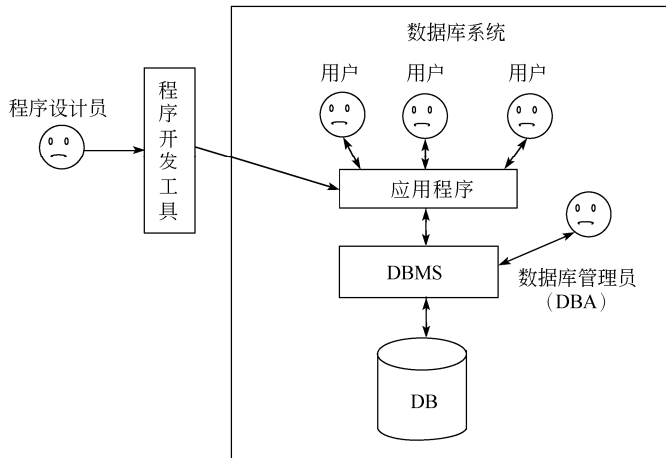 数据库系统
用户 用户 用户
程序设计员
程序开发工具
应用程序
DBMS
数据库管理员
（DBA）
DB